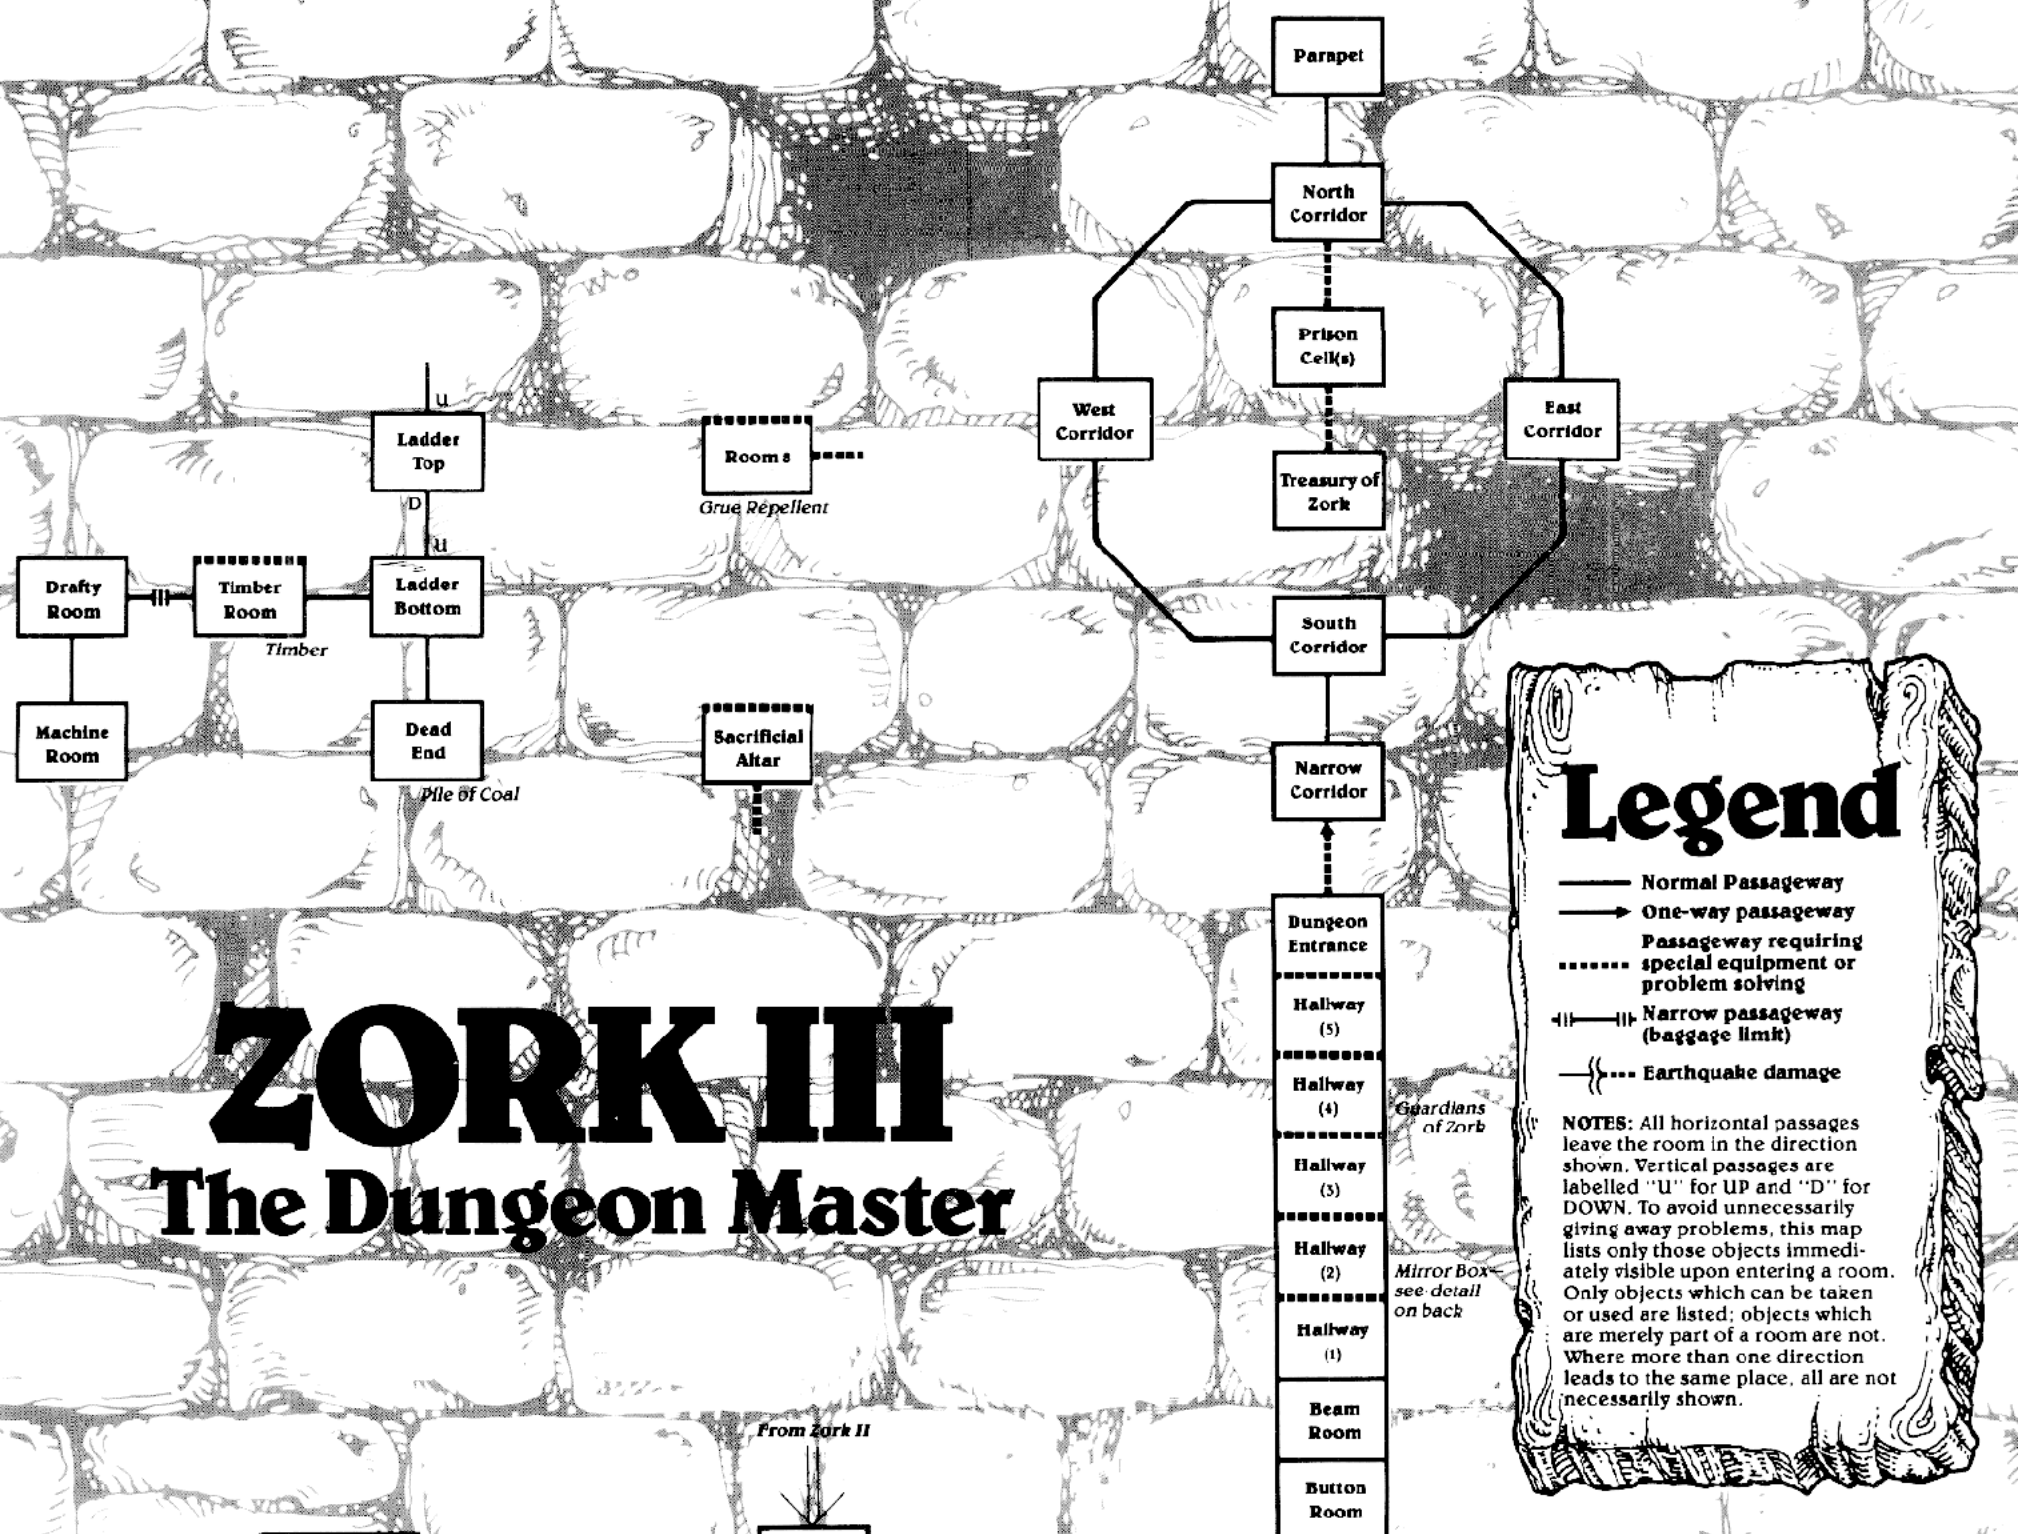 Parapet
North
Corridor
Prison
Cell(s)
West
Corridor
East
Corridor
Treasury of
Zork
South
Corridor
Narrow
Corridor
Dungeon
Entrance
Hallway
(5)
Hallway
(4)
Guardians
of Zork
Hallway
(3)
Hallway
(2)
Mirror Box—
see detail
on back
Hallway
(1)
Beam
Room
Button
Room
U
Ladder
Top
D
U
Rooms
Grue Repellent
Drafty
Room
Timber
Room
Timber
Ladder
Bottom
Machine
Room
Dead
End
Pile of Coal
Sacrificial
Altar
ZORK III
The Dungeon Master
From Zork II
Legend
Normal Passageway
One-way passageway
Passageway requiring
special equipment or
problem solving
Narrow passageway
(baggage limit)
Earthquake damage
NOTES: All horizontal passages
leave the room in the direction
shown. Vertical passages are
labelled "U" for UP and "D" for
DOWN. To avoid unnecessarily
giving away problems, this map
lists only those objects immedi-
ately visible upon entering a room.
Only objects which can be taken
or used are listed; objects which
are merely part of a room are not.
Where more than one direction
leads to the same place, all are not
necessarily shown.